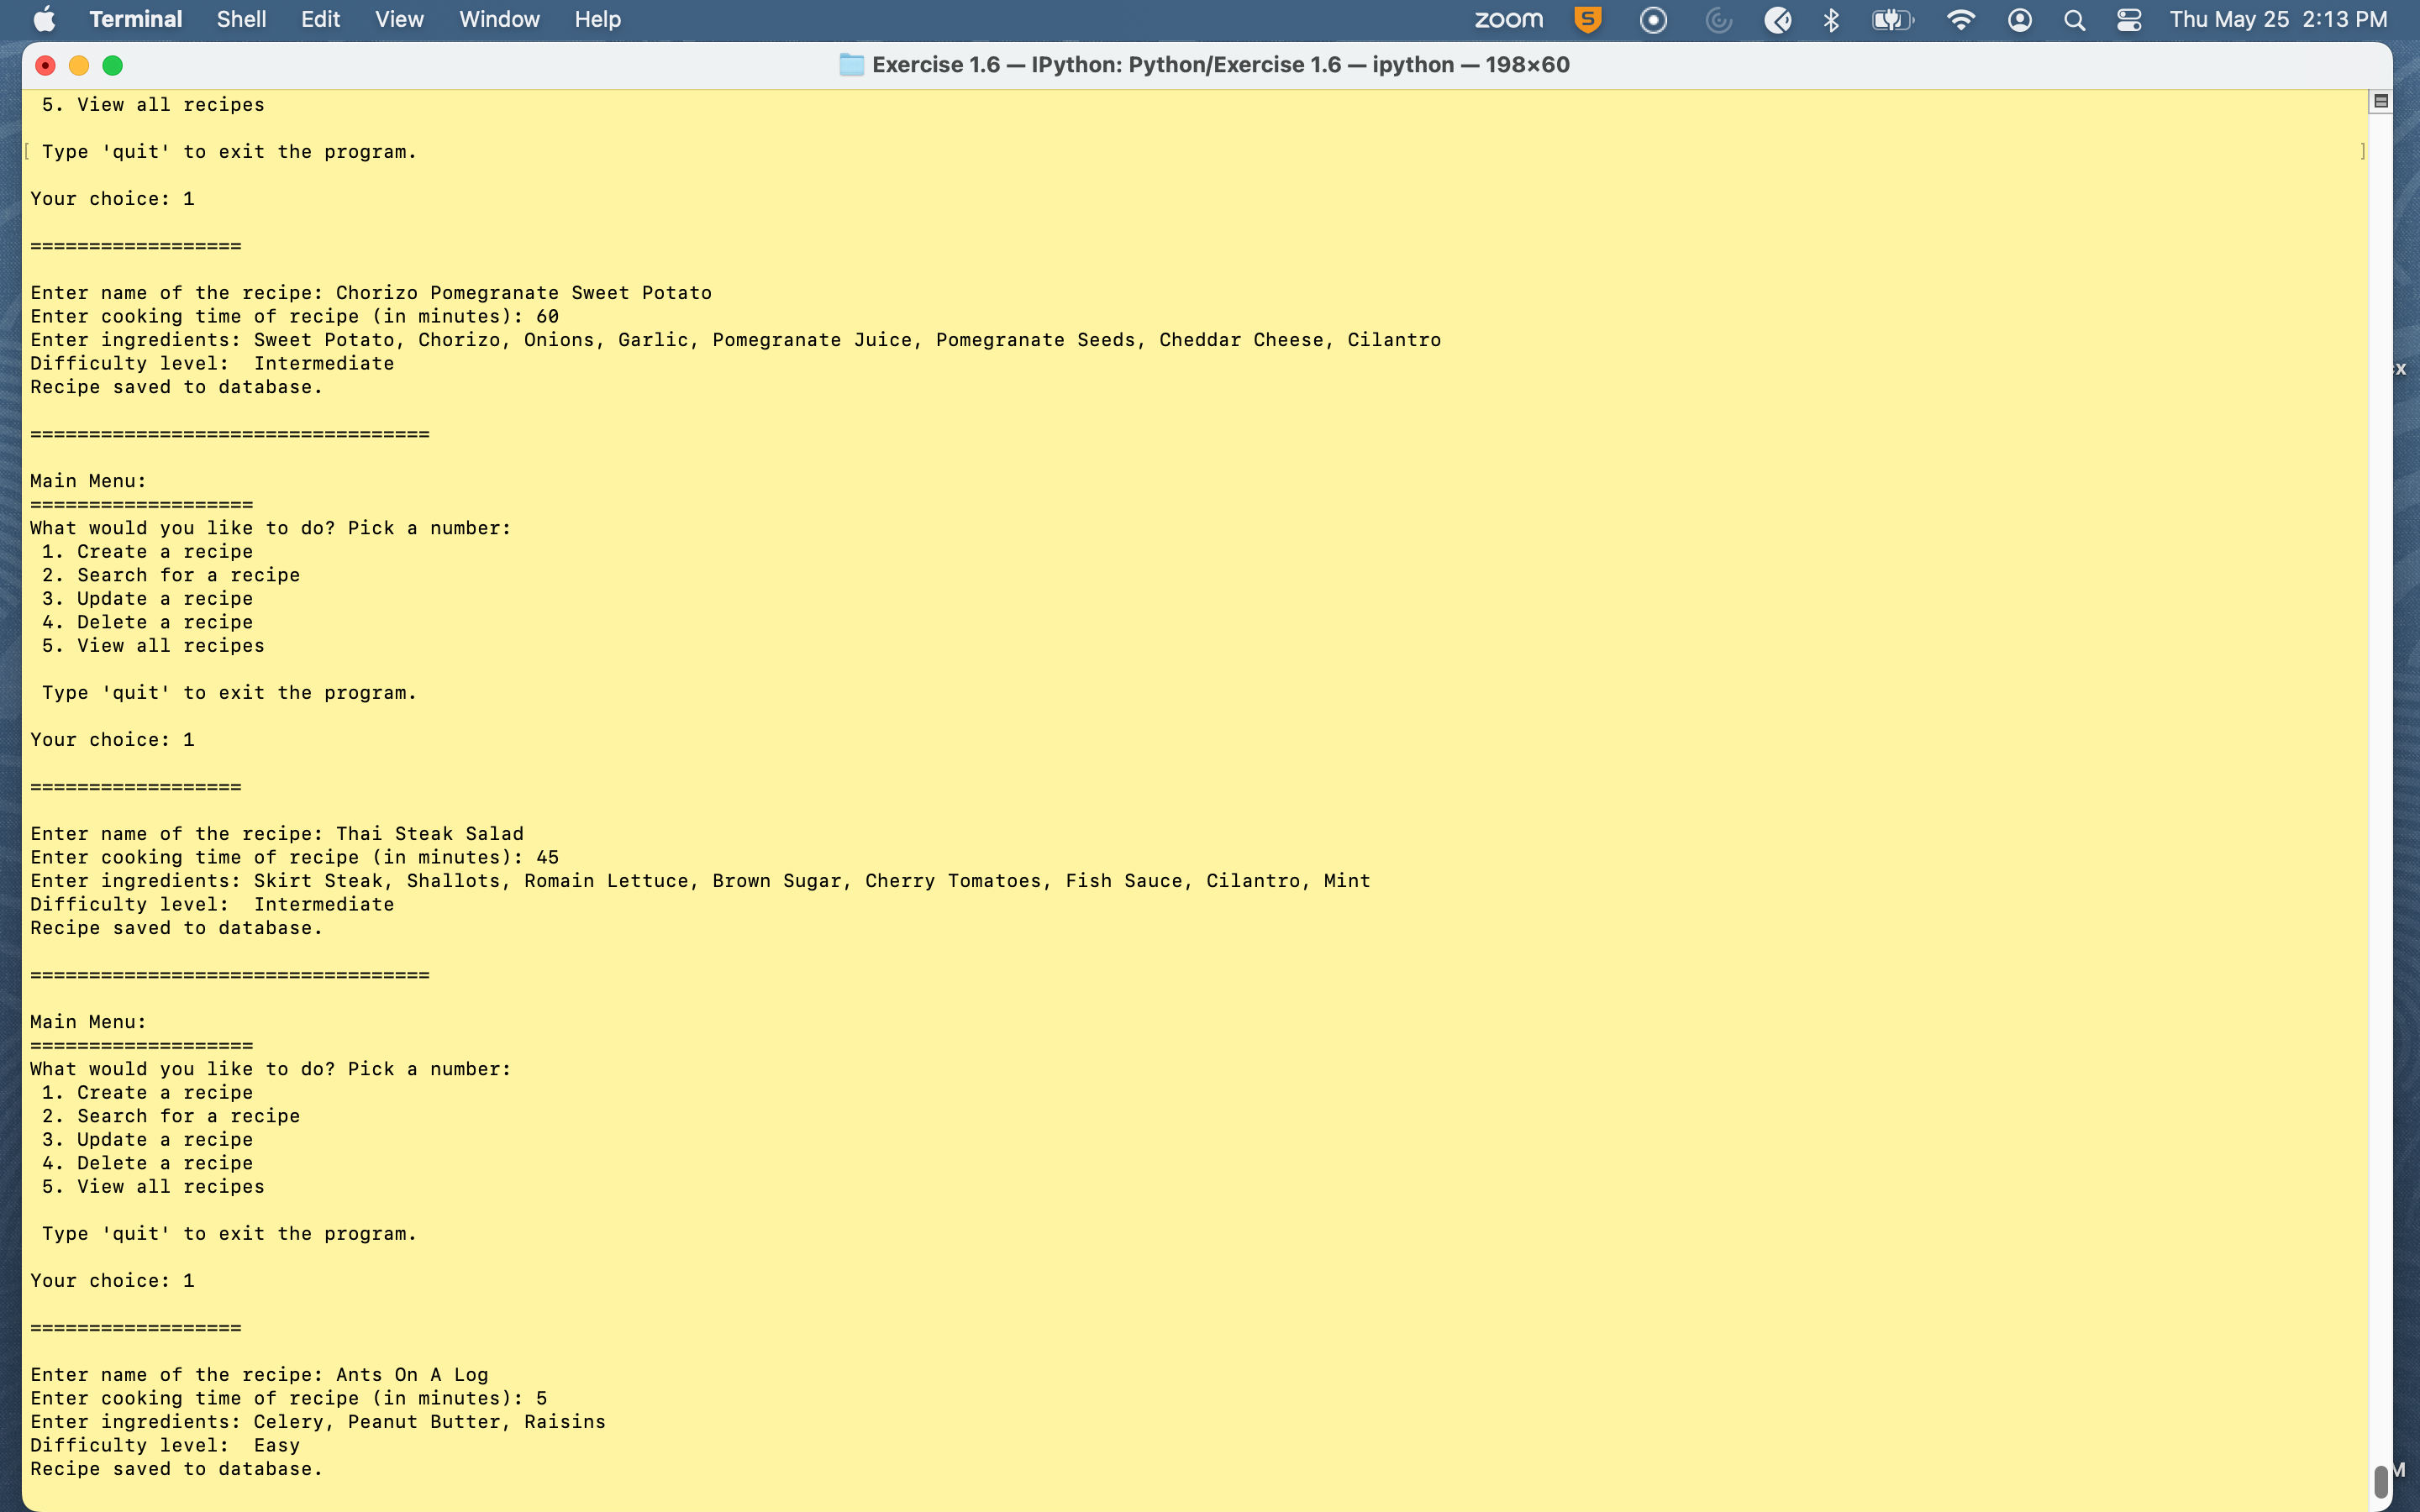 Terminal Shell Edit View Window Help zoom S Thu May 25 2:13 PM
Exercise 1.6 — IPython: Python/Exercise 1.6 — ipython — 198×60
5. View all recipes
[ Type 'quit' to exit the program. ]
Your choice: 1
==================
Enter name of the recipe: Chorizo Pomegranate Sweet Potato
Enter cooking time of recipe (in minutes): 60
Enter ingredients: Sweet Potato, Chorizo, Onions, Garlic, Pomegranate Juice, Pomegranate Seeds, Cheddar Cheese, Cilantro
Difficulty level:  Intermediate
Recipe saved to database.
==================================
Main Menu:
===================
What would you like to do? Pick a number:
1. Create a recipe
2. Search for a recipe
3. Update a recipe
4. Delete a recipe
5. View all recipes
Type 'quit' to exit the program.
Your choice: 1
==================
Enter name of the recipe: Thai Steak Salad
Enter cooking time of recipe (in minutes): 45
Enter ingredients: Skirt Steak, Shallots, Romain Lettuce, Brown Sugar, Cherry Tomatoes, Fish Sauce, Cilantro, Mint
Difficulty level:  Intermediate
Recipe saved to database.
==================================
Main Menu:
===================
What would you like to do? Pick a number:
1. Create a recipe
2. Search for a recipe
3. Update a recipe
4. Delete a recipe
5. View all recipes
Type 'quit' to exit the program.
Your choice: 1
==================
Enter name of the recipe: Ants On A Log
Enter cooking time of recipe (in minutes): 5
Enter ingredients: Celery, Peanut Butter, Raisins
Difficulty level:  Easy
Recipe saved to database.